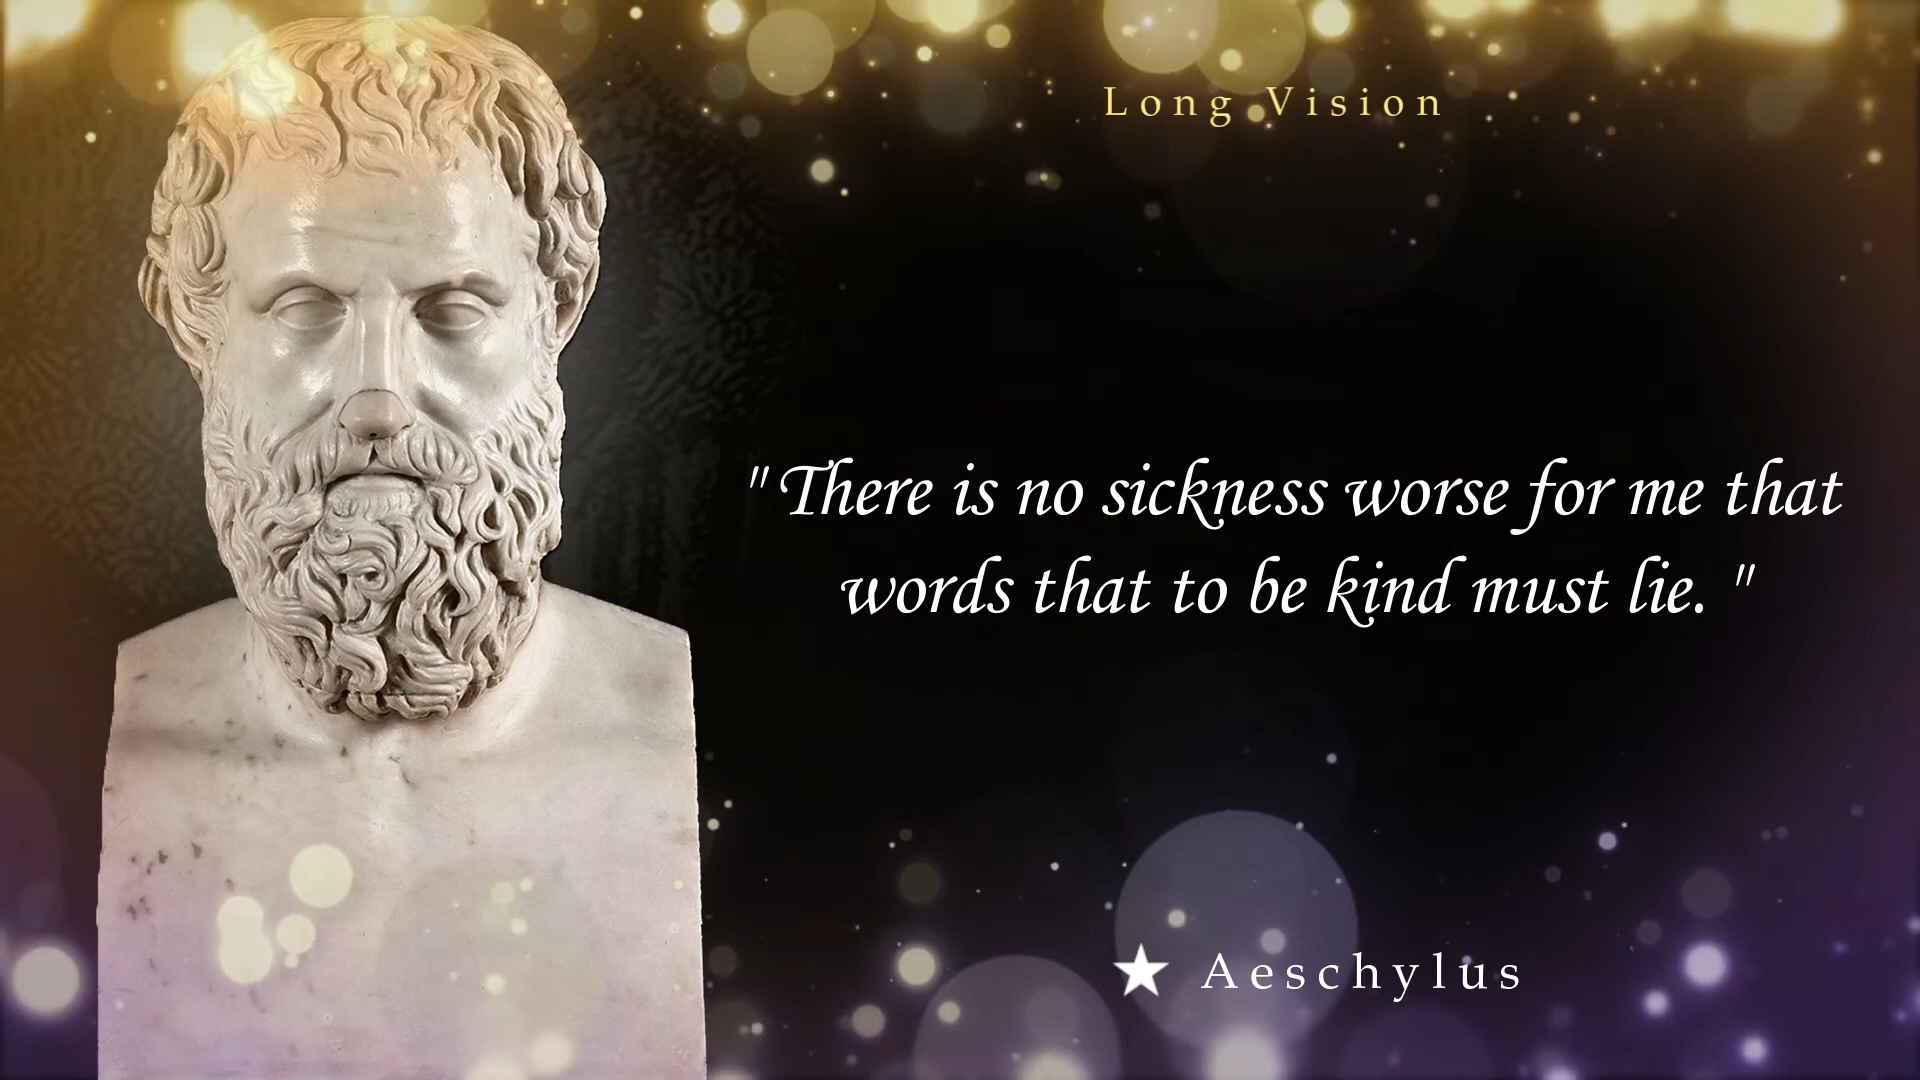 Long Vision
" There is no sickness worse for me that
words that to be kind must lie. "
Aeschylus